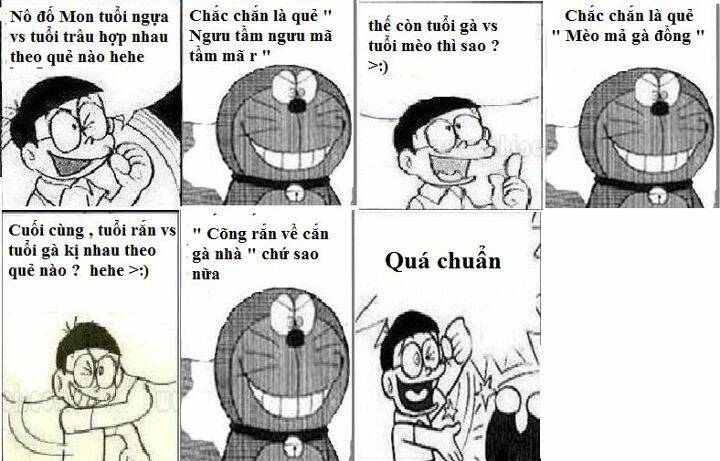 Nô đố Mon tuổi ngựa
vs tuổi trâu hợp nhau
theo quẻ nào hehe
Chắc chắn là quẻ "
Ngưu tầm ngưu mã
tầm mã r "
thế còn tuổi gà vs
tuổi mèo thì sao ?
>:)
Chắc chắn là quẻ
" Mèo mả gà đồng "
Cuối cùng , tuổi rắn vs
tuổi gà kị nhau theo
quẻ nào ? hehe >:)
" Cõng rắn về cắn
gà nhà " chứ sao
nữa
Quá chuẩn